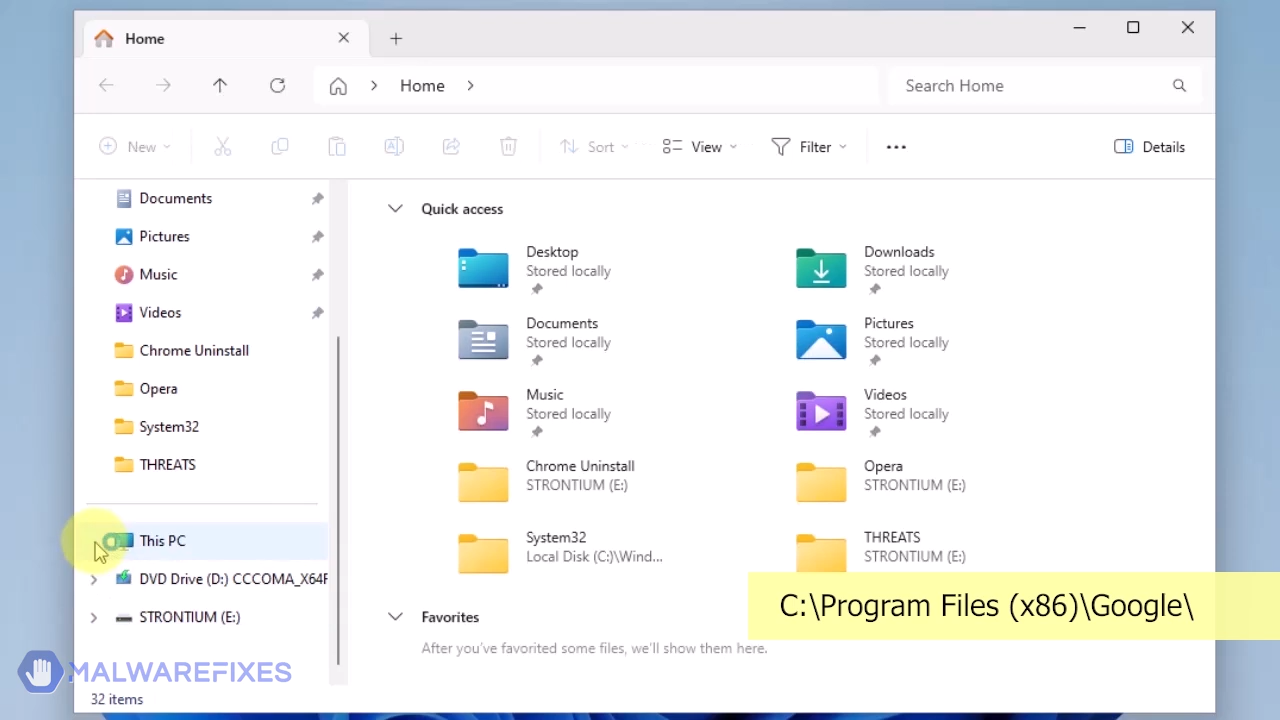 Home
Home
Search Home
New
Sort
View
Filter
Details
Documents
Pictures
Music
Videos
Chrome Uninstall
Opera
System32
THREATS
This PC
DVD Drive (D:) CCCOMA_X64F
STRONTIUM (E:)
Quick access
Desktop
Stored locally
Downloads
Stored locally
Documents
Stored locally
Pictures
Stored locally
Music
Stored locally
Videos
Stored locally
Chrome Uninstall
STRONTIUM (E:)
Opera
STRONTIUM (E:)
System32
Local Disk (C:)\Wind...
THREATS
STRONTIUM (E:)
C:\Program Files (x86)\Google\
Favorites
After you've favorited some files, we'll show them here.
MALWAREFIXES
32 items